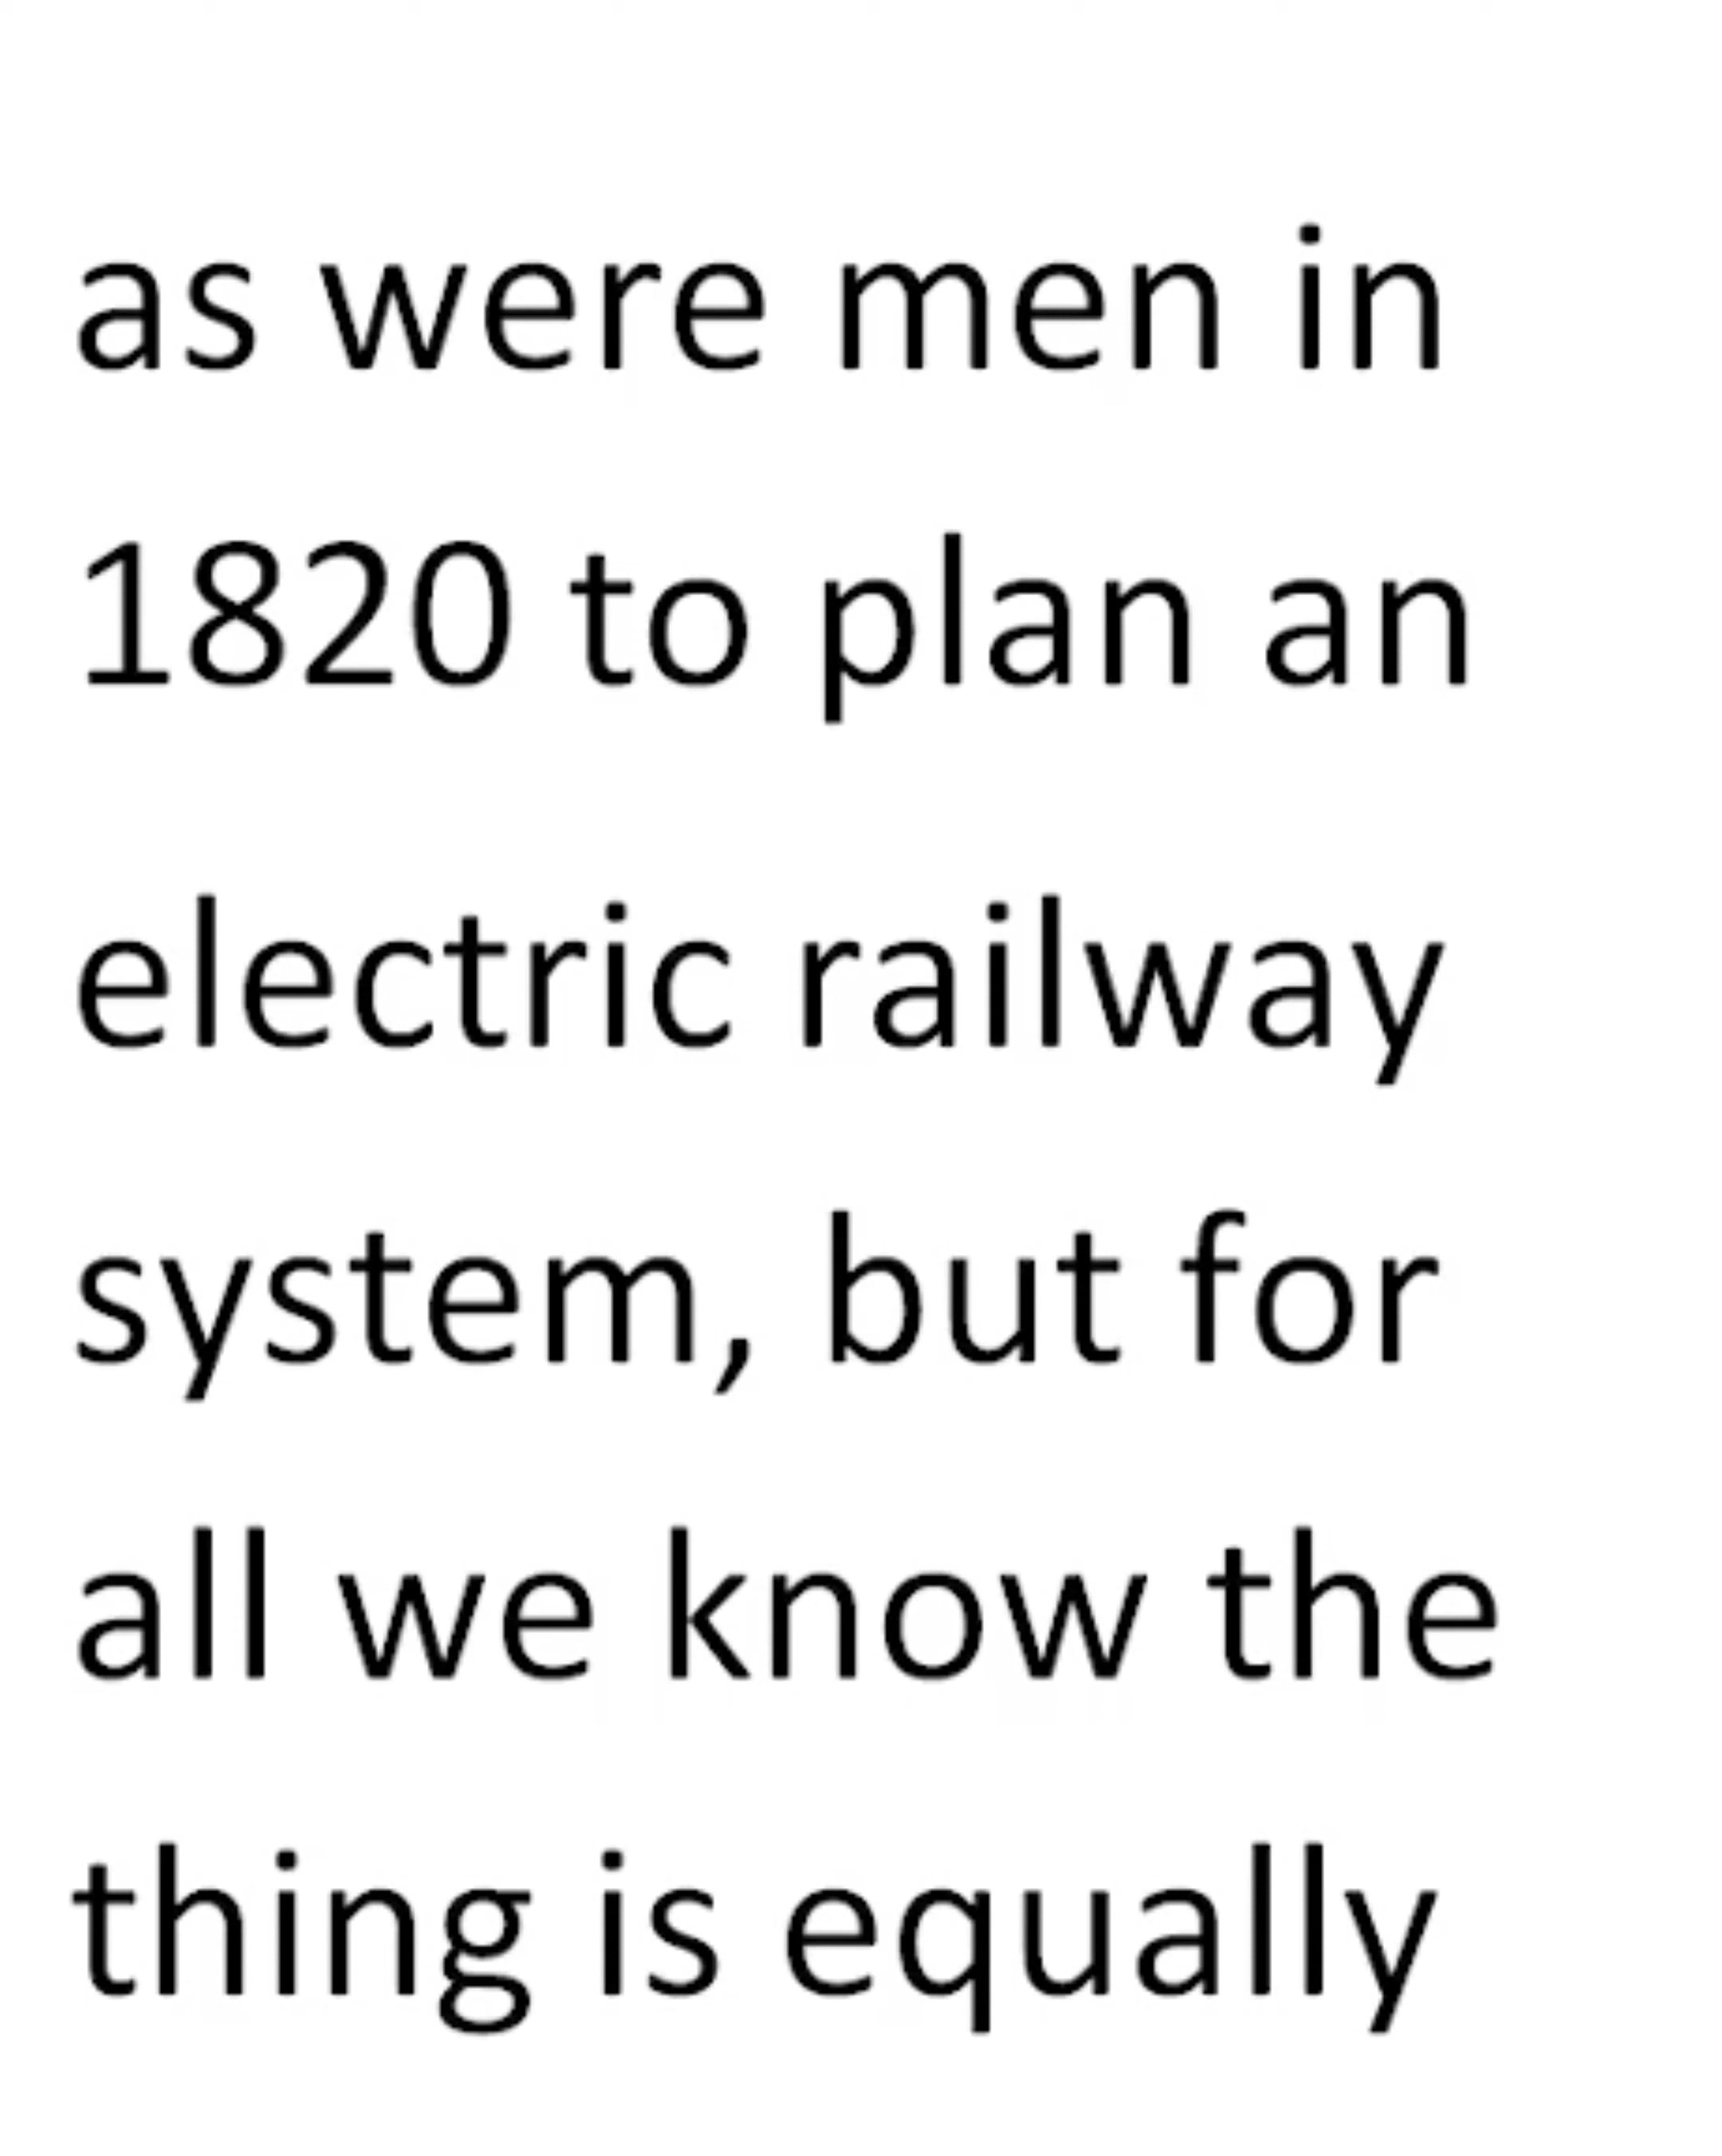 as were men in
1820 to plan an
electric railway
system, but for
all we know the
thing is equally